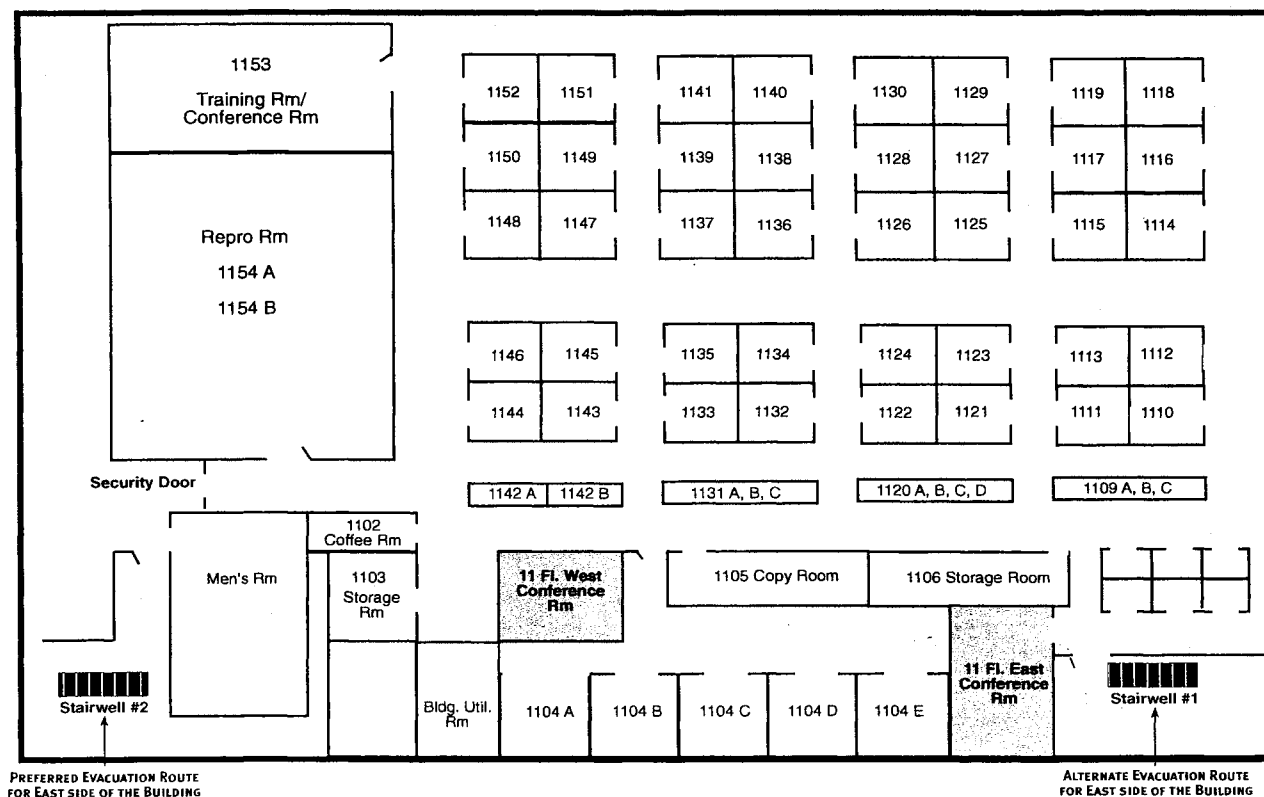 1153
Training Rm/
Conference Rm
1152 1151
1141 1140
1130 1129
1119 1118
1150 1149
1139 1138
1128 1127
1117 1116
1148 1147
1137 1136
1126 1125
1115 1114
Repro Rm
1154 A
1154 B
1146 1145
1135 1134
1124 1123
1113 1112
1144 1143
1133 1132
1122 1121
1111 1110
Security Door
1142 A 1142 B
1131 A, B, C
1120 A, B, C, D
1109 A, B, C
1102
Coffee Rm
Men's Rm
1103
Storage
Rm
11 Fl. West
Conference
Rm
1105 Copy Room
1106 Storage Room
11 Fl. East
Conference
Rm
Stairwell #2
Bldg. Util.
Rm
1104 A
1104 B
1104 C
1104 D
1104 E
Stairwell #1
PREFERRED EVACUATION ROUTE
FOR EAST SIDE OF THE BUILDING
ALTERNATE EVACUATION ROUTE
FOR EAST SIDE OF THE BUILDING